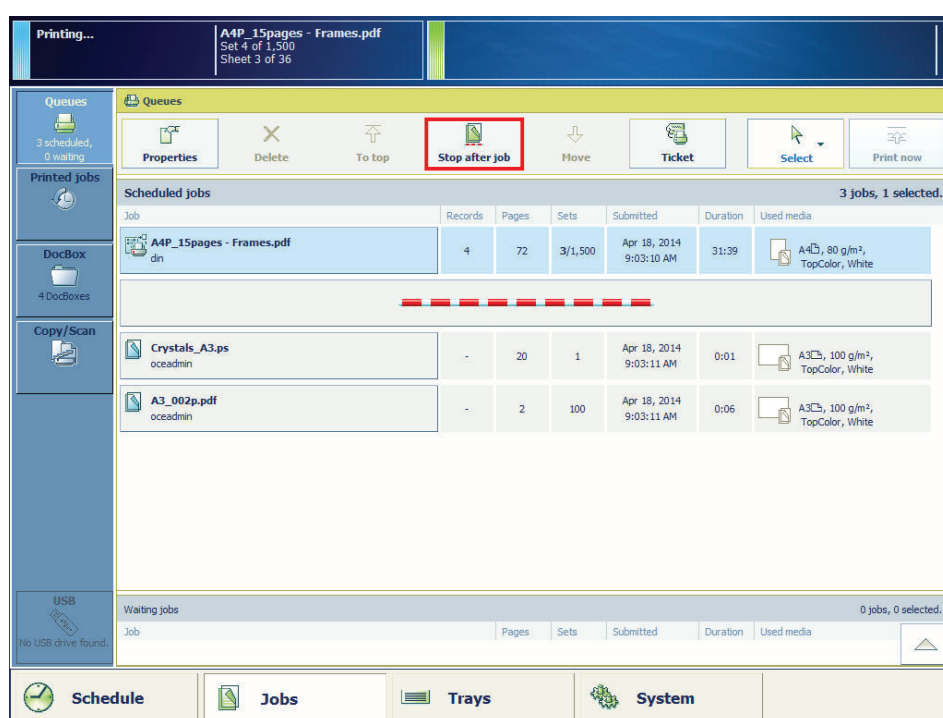 Printing...
A4P_15pages - Frames.pdf
Set 4 of 1,500
Sheet 3 of 36
Queues
3 scheduled,
0 waiting
Printed jobs
DocBox
4 DocBoxes
Copy/Scan
USB
No USB drive found.
Queues
Properties
Delete
To top
Stop after job
Move
Ticket
Select
Print now
Scheduled jobs
3 jobs, 1 selected.
Job Records Pages Sets Submitted Duration Used media
A4P_15pages - Frames.pdf
din
4 72 3/1,500
Apr 18, 2014
9:03:10 AM
31:39
A4, 80 g/m²,
TopColor, White
Crystals_A3.ps
oceadmin
- 20 1
Apr 18, 2014
9:03:11 AM
0:01
A3, 100 g/m²,
TopColor, White
A3_002p.pdf
oceadmin
- 2 100
Apr 18, 2014
9:03:11 AM
0:06
A3, 100 g/m²,
TopColor, White
Waiting jobs
0 jobs, 0 selected.
Job Pages Sets Submitted Duration Used media
Schedule
Jobs
Trays
System